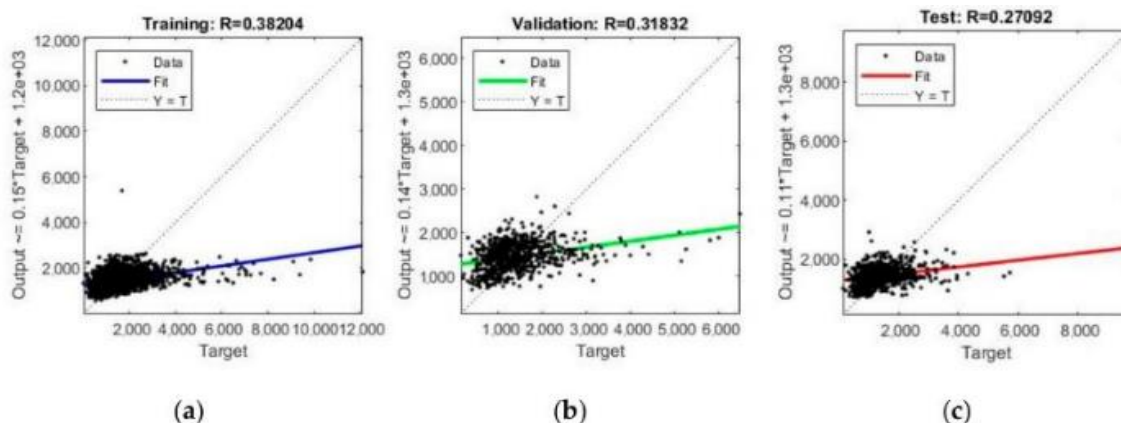 Training: R=0.38204
Output ~= 0.15*Target + 1.2e+03
12.000
10.000
8.000
6.000
4.000
2.000
Data
Fit
Y = T
2.000 4.000 6.000 8.000 10.000 12.000
Target
(a)
Validation: R=0.31832
Output ~= 0.14*Target + 1.3e+03
6.000
5.000
4.000
3.000
2.000
1.000
Data
Fit
Y = T
1.000 2.000 3.000 4.000 5.000 6.000
Target
(b)
Test: R=0.27092
Output ~= 0.11*Target + 1.3e+03
8.000
6.000
4.000
2.000
Data
Fit
Y = T
2.000 4.000 6.000 8.000
Target
(c)